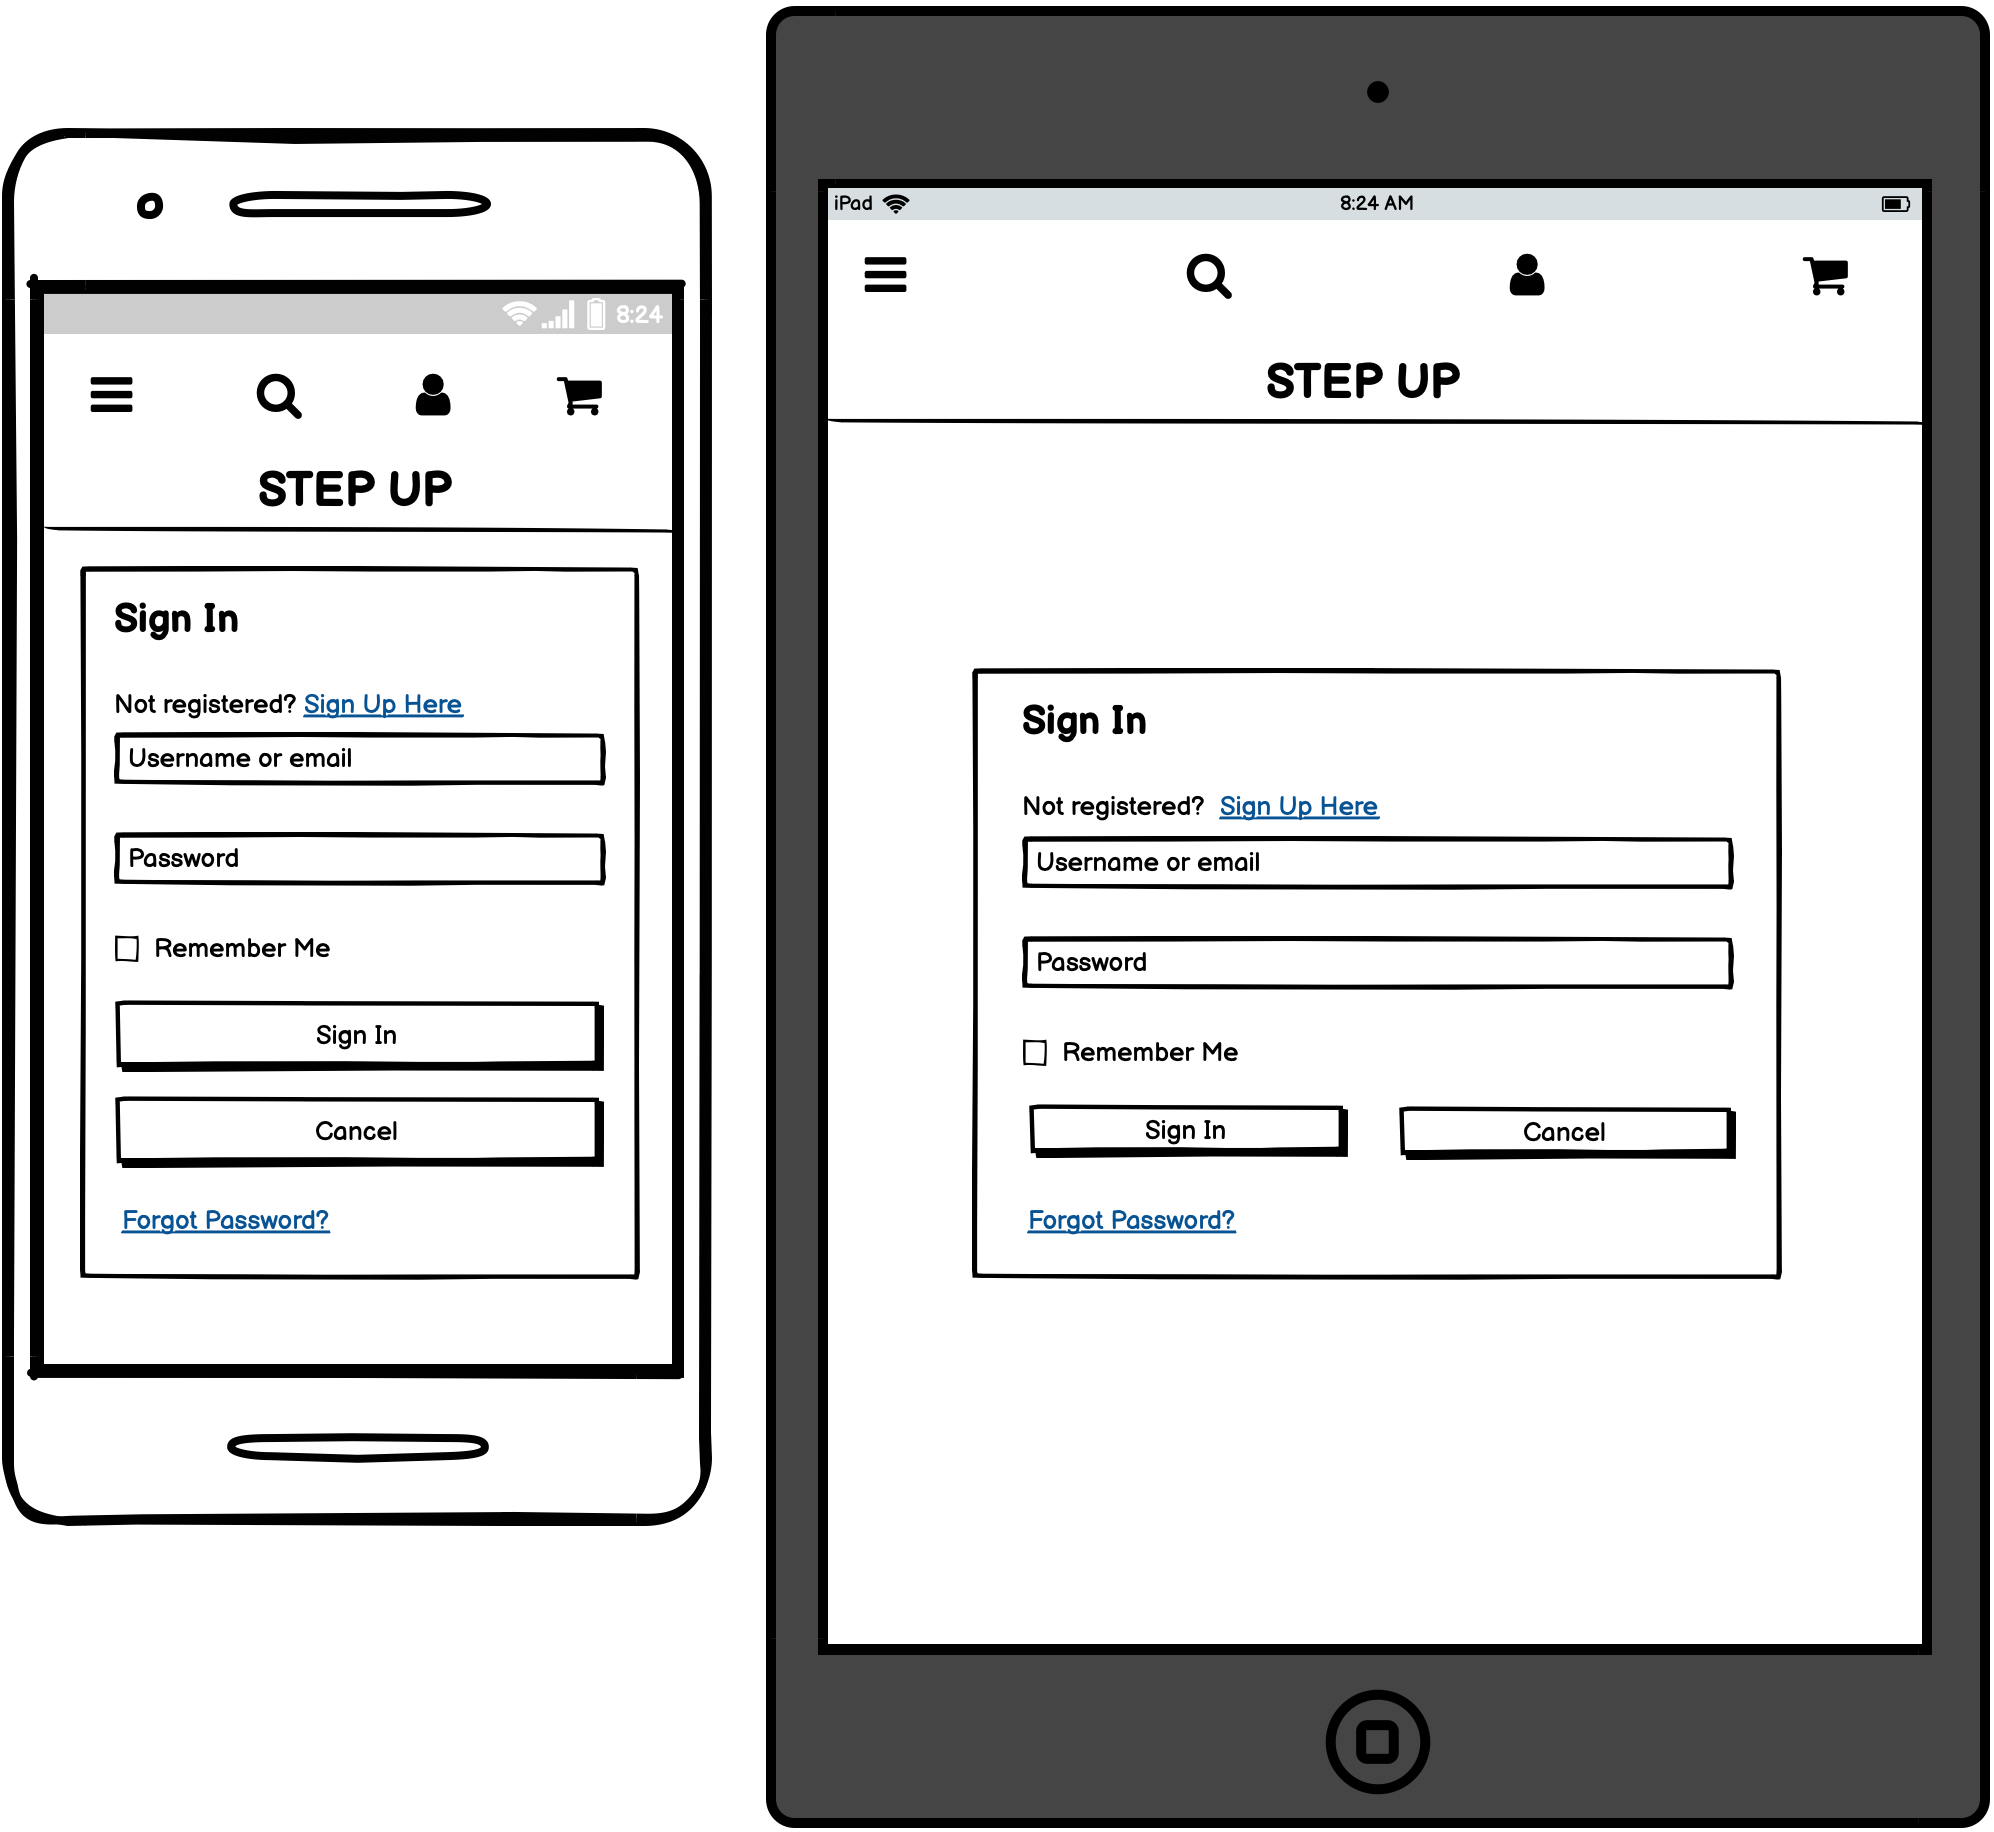 8:24
STEP UP
Sign In
Not registered? Sign Up Here
Username or email
Password
Remember Me
Sign In
Cancel
Forgot Password?
iPad 8:24 AM
STEP UP
Sign In
Not registered? Sign Up Here
Username or email
Password
Remember Me
Sign In Cancel
Forgot Password?